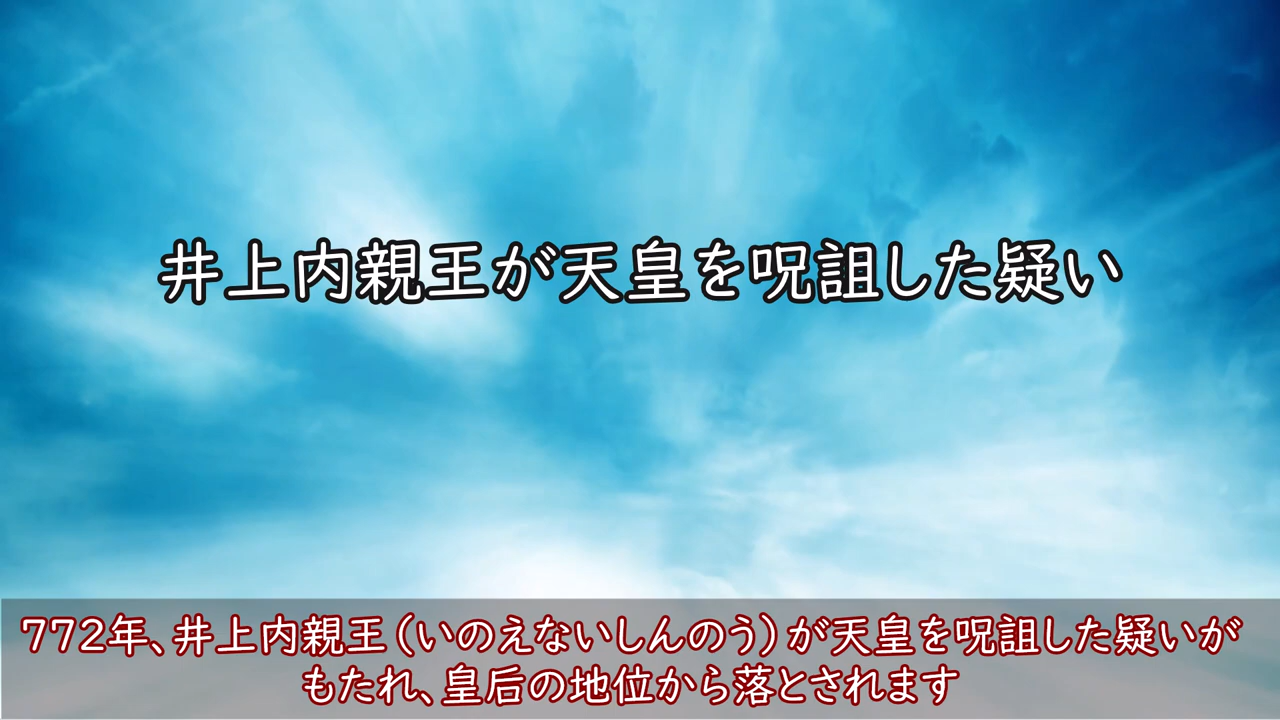 井上内親王が天皇を呪詛した疑い
772年、井上内親王（いのえないしんのう）が天皇を呪詛した疑いが
もたれ、皇后の地位から落とされます